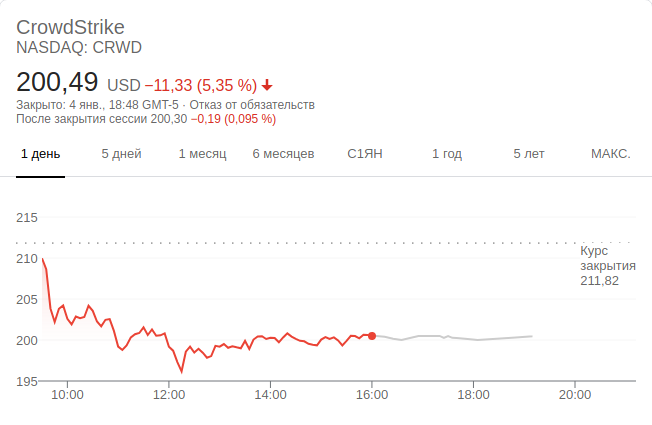 CrowdStrike
NASDAQ: CRWD
200,49 USD −11,33 (5,35 %)
Закрыто: 4 янв., 18:48 GMT-5 · Отказ от обязательств
После закрытия сессии 200,30 −0,19 (0,095 %)
1 день 5 дней 1 месяц 6 месяцев С1ЯН 1 год 5 лет МАКС.
215
210
205
200
195
Курс
закрытия
211,82
10:00 12:00 14:00 16:00 18:00 20:00